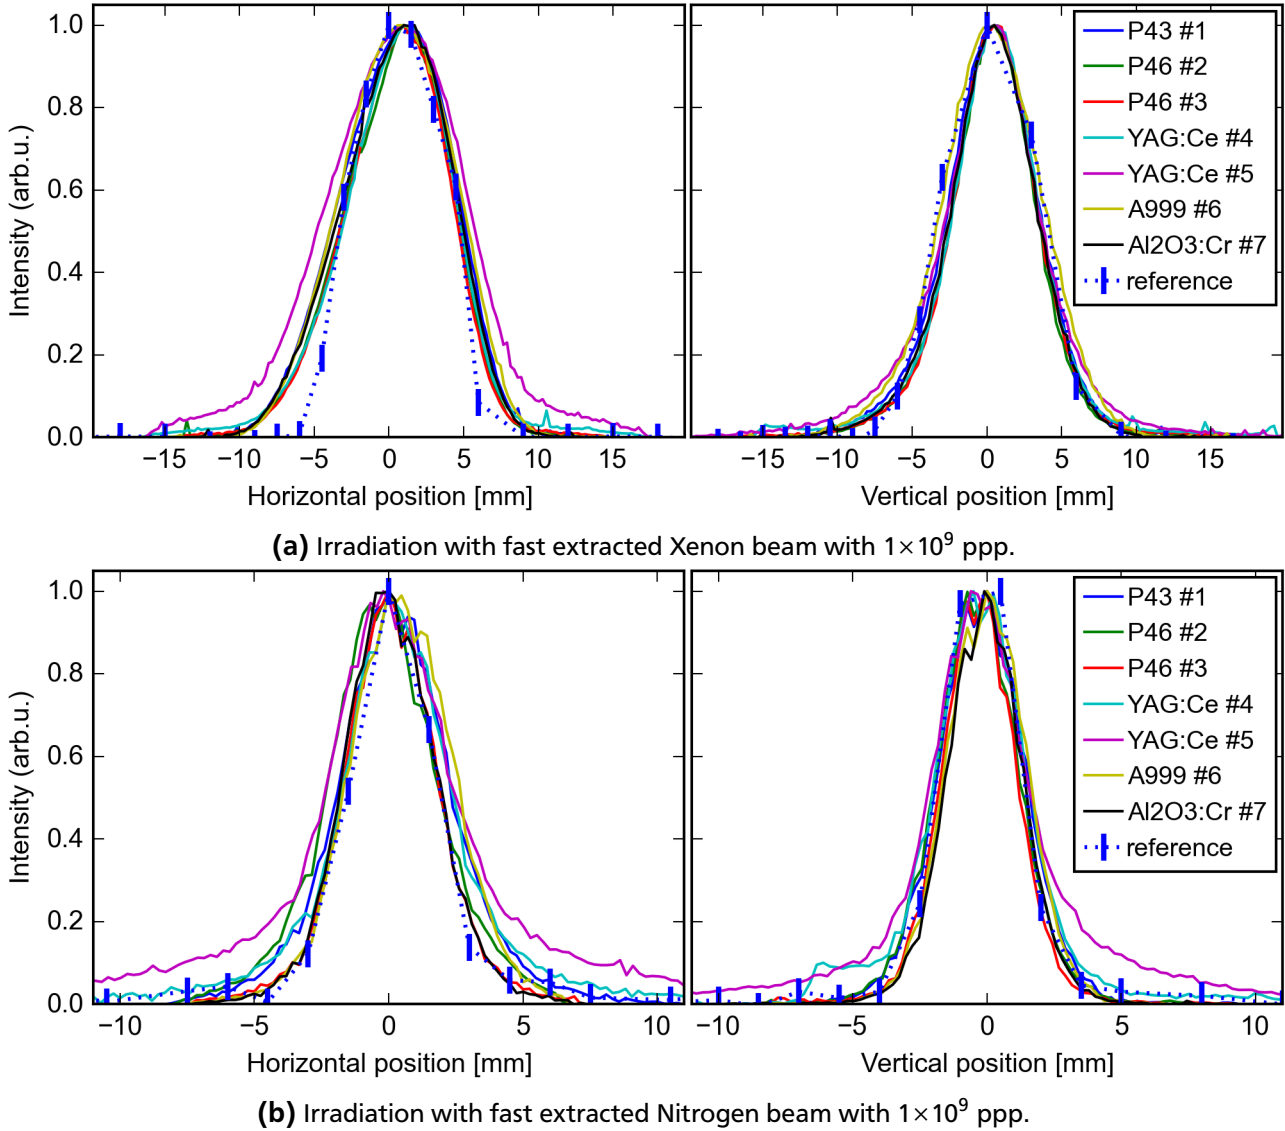 1.0
0.8
0.6
0.4
0.2
0.0
Intensity (arb.u.)
−15 −10 −5 0 5 10 15
Horizontal position [mm]
−15 −10 −5 0 5 10 15
Vertical position [mm]
P43 #1
P46 #2
P46 #3
YAG:Ce #4
YAG:Ce #5
A999 #6
Al2O3:Cr #7
reference
(a) Irradiation with fast extracted Xenon beam with 1×10⁹ ppp.
1.0
0.8
0.6
0.4
0.2
0.0
Intensity (arb.u.)
−10 −5 0 5 10
Horizontal position [mm]
−10 −5 0 5 10
Vertical position [mm]
P43 #1
P46 #2
P46 #3
YAG:Ce #4
YAG:Ce #5
A999 #6
Al2O3:Cr #7
reference
(b) Irradiation with fast extracted Nitrogen beam with 1×10⁹ ppp.